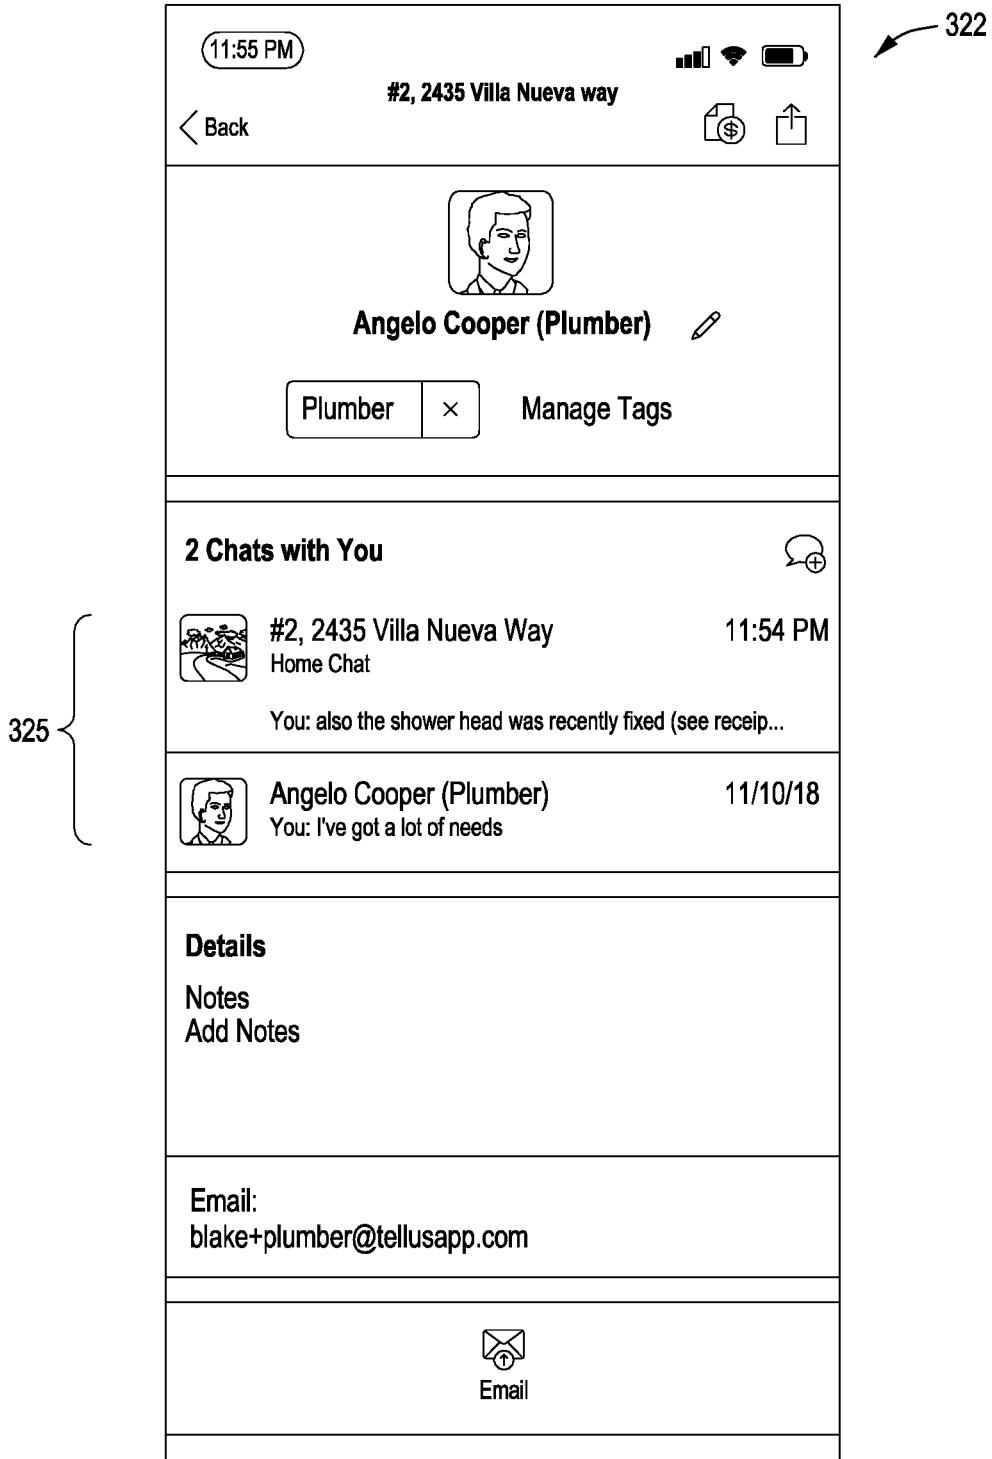 322
11:55 PM
#2, 2435 Villa Nueva way
Back
$
Angelo Cooper (Plumber)
Plumber × Manage Tags
2 Chats with You
#2, 2435 Villa Nueva Way 11:54 PM
Home Chat
You: also the shower head was recently fixed (see receip...
325
Angelo Cooper (Plumber) 11/10/18
You: I've got a lot of needs
Details
Notes
Add Notes
Email:
blake+plumber@tellusapp.com
Email